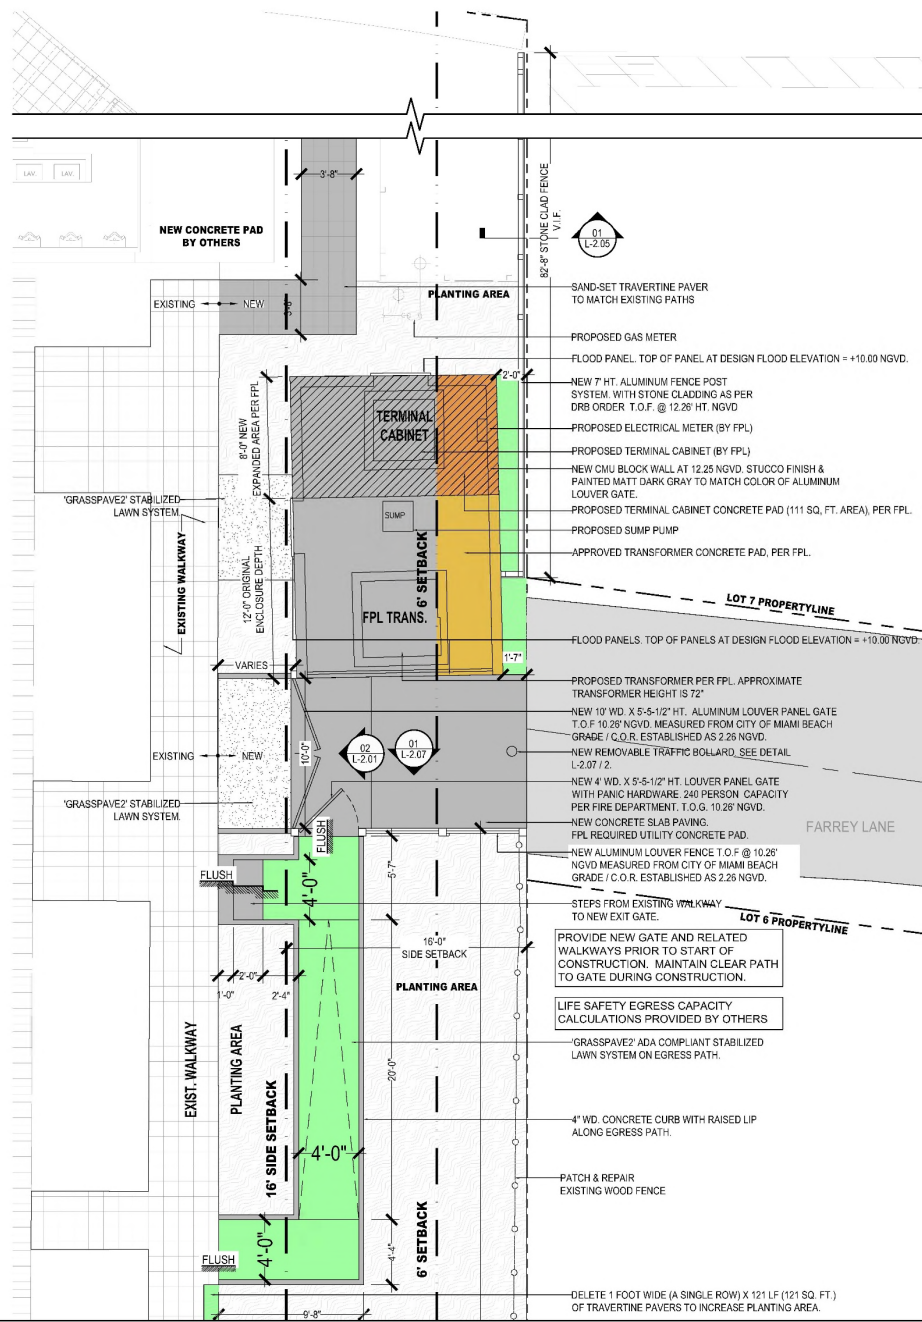 LAV.
LAV.
NEW CONCRETE PAD
BY OTHERS
3'-8"
82'-8" STONE CLAD FENCE
V.I.F.
01
L-2.05
EXISTING
NEW
PLANTING AREA
SAND-SET TRAVERTINE PAVER
TO MATCH EXISTING PATHS
PROPOSED GAS METER
FLOOD PANEL. TOP OF PANEL AT DESIGN FLOOD ELEVATION = +10.00 NGVD.
2'-0"
NEW 7' HT. ALUMINUM FENCE POST
SYSTEM. WITH STONE CLADDING AS PER
DRB ORDER T.O.F. @ 12.26' HT. NGVD
TERMINAL
CABINET
8'-0" NEW
EXPANDED AREA PER FPL
PROPOSED ELECTRICAL METER (BY FPL)
PROPOSED TERMINAL CABINET (BY FPL)
NEW CMU BLOCK WALL AT 12.25 NGVD. STUCCO FINISH &
PAINTED MATT DARK GRAY TO MATCH COLOR OF ALUMINUM
LOUVER GATE.
'GRASSPAVE2' STABILIZED
LAWN SYSTEM.
PROPOSED TERMINAL CABINET CONCRETE PAD (111 SQ, FT. AREA), PER FPL.
SUMP
PROPOSED SUMP PUMP
APPROVED TRANSFORMER CONCRETE PAD, PER FPL.
EXISTING WALKWAY
12'-0" ORIGINAL
ENCLOSURE DEPTH
6' SETBACK
FPL TRANS.
LOT 7 PROPERTYLINE
FLOOD PANELS. TOP OF PANELS AT DESIGN FLOOD ELEVATION = +10.00 NGVD.
VARIES
1'-7"
PROPOSED TRANSFORMER PER FPL. APPROXIMATE
TRANSFORMER HEIGHT IS 72"
NEW 10' WD. X 5'-5-1/2" HT. ALUMINUM LOUVER PANEL GATE
T.O.F 10.26' NGVD. MEASURED FROM CITY OF MIAMI BEACH
GRADE / C.O.R. ESTABLISHED AS 2.26 NGVD.
EXISTING
NEW
10'-0"
02
L-2.01
01
L-2.07
NEW REMOVABLE TRAFFIC BOLLARD, SEE DETAIL
L-2.07 / 2.
NEW 4' WD. X 5'-5-1/2" HT. LOUVER PANEL GATE
WITH PANIC HARDWARE. 240 PERSON CAPACITY
PER FIRE DEPARTMENT. T.O.G. 10.26' NGVD.
'GRASSPAVE2' STABILIZED
LAWN SYSTEM.
NEW CONCRETE SLAB PAVING.
FPL REQUIRED UTILITY CONCRETE PAD.
FARREY LANE
FLUSH
NEW ALUMINUM LOUVER FENCE T.O.F @ 10.26'
NGVD MEASURED FROM CITY OF MIAMI BEACH
GRADE / C.O.R. ESTABLISHED AS 2.26 NGVD.
FLUSH
4'-0"
5'-7"
STEPS FROM EXISTING WALKWAY
TO NEW EXIT GATE.
LOT 6 PROPERTYLINE
16'-0"
SIDE SETBACK
PROVIDE NEW GATE AND RELATED
WALKWAYS PRIOR TO START OF
CONSTRUCTION. MAINTAIN CLEAR PATH
TO GATE DURING CONSTRUCTION.
2'-0"
1'-0"
2'-4"
PLANTING AREA
LIFE SAFETY EGRESS CAPACITY
CALCULATIONS PROVIDED BY OTHERS
'GRASSPAVE2' ADA COMPLIANT STABILIZED
LAWN SYSTEM ON EGRESS PATH.
EXIST. WALKWAY
PLANTING AREA
16' SIDE SETBACK
20'-0"
4'-0"
4" WD. CONCRETE CURB WITH RAISED LIP
ALONG EGRESS PATH.
PATCH & REPAIR
EXISTING WOOD FENCE
6' SETBACK
FLUSH
4'-0"
4'-4"
9'-8"
DELETE 1 FOOT WIDE (A SINGLE ROW) X 121 LF (121 SQ. FT.)
OF TRAVERTINE PAVERS TO INCREASE PLANTING AREA.